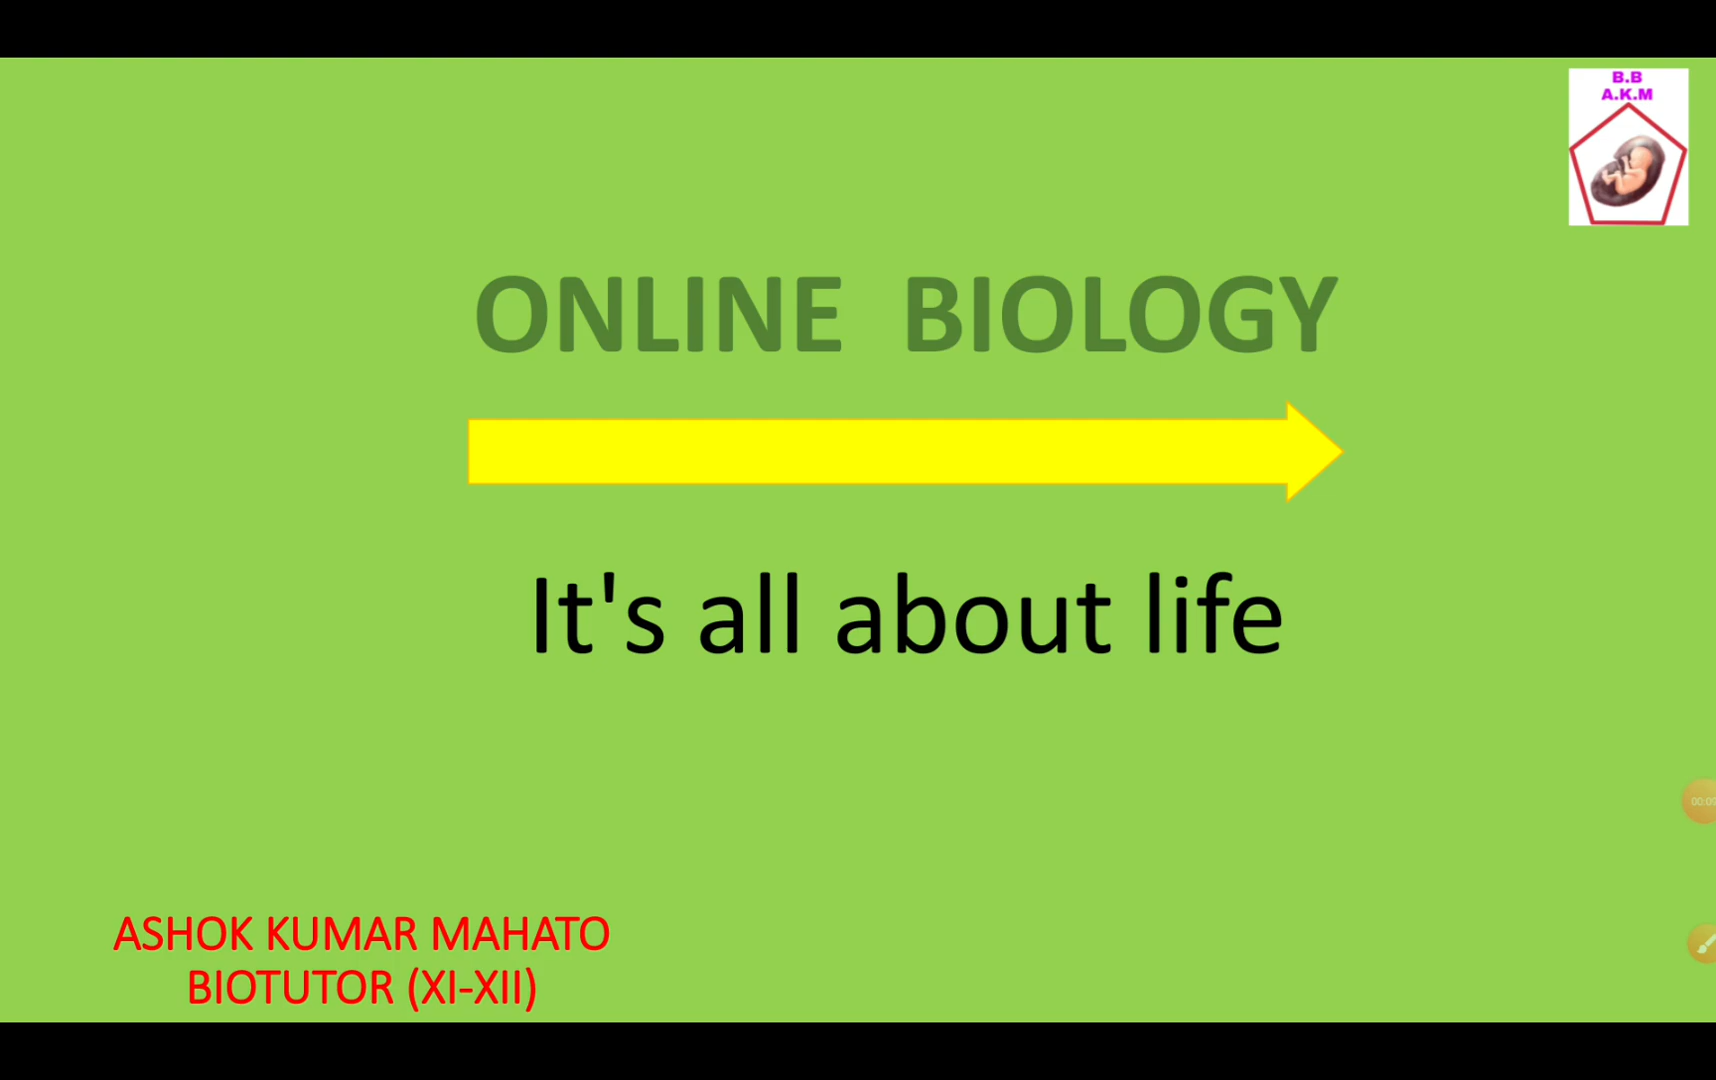 B.B
A.K.M
ONLINE BIOLOGY
It's all about life
ASHOK KUMAR MAHATO
BIOTUTOR (XI-XII)